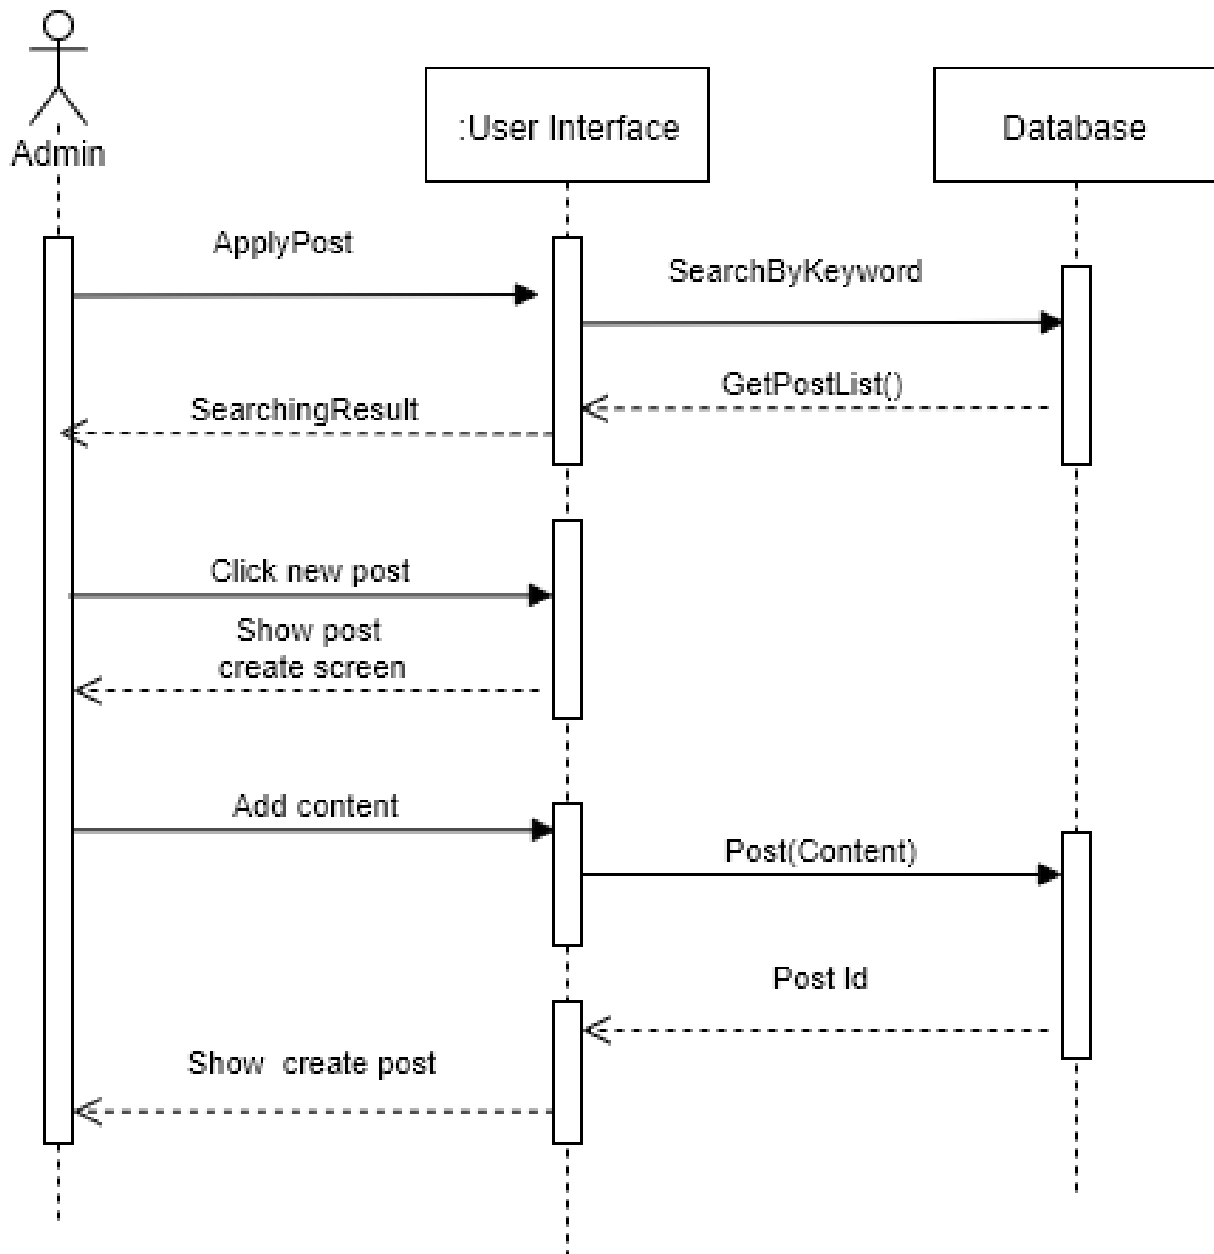 Admin
:User Interface
Database
ApplyPost
SearchByKeyword
GetPostList()
SearchingResult
Click new post
Show post
create screen
Add content
Post(Content)
Post Id
Show  create post